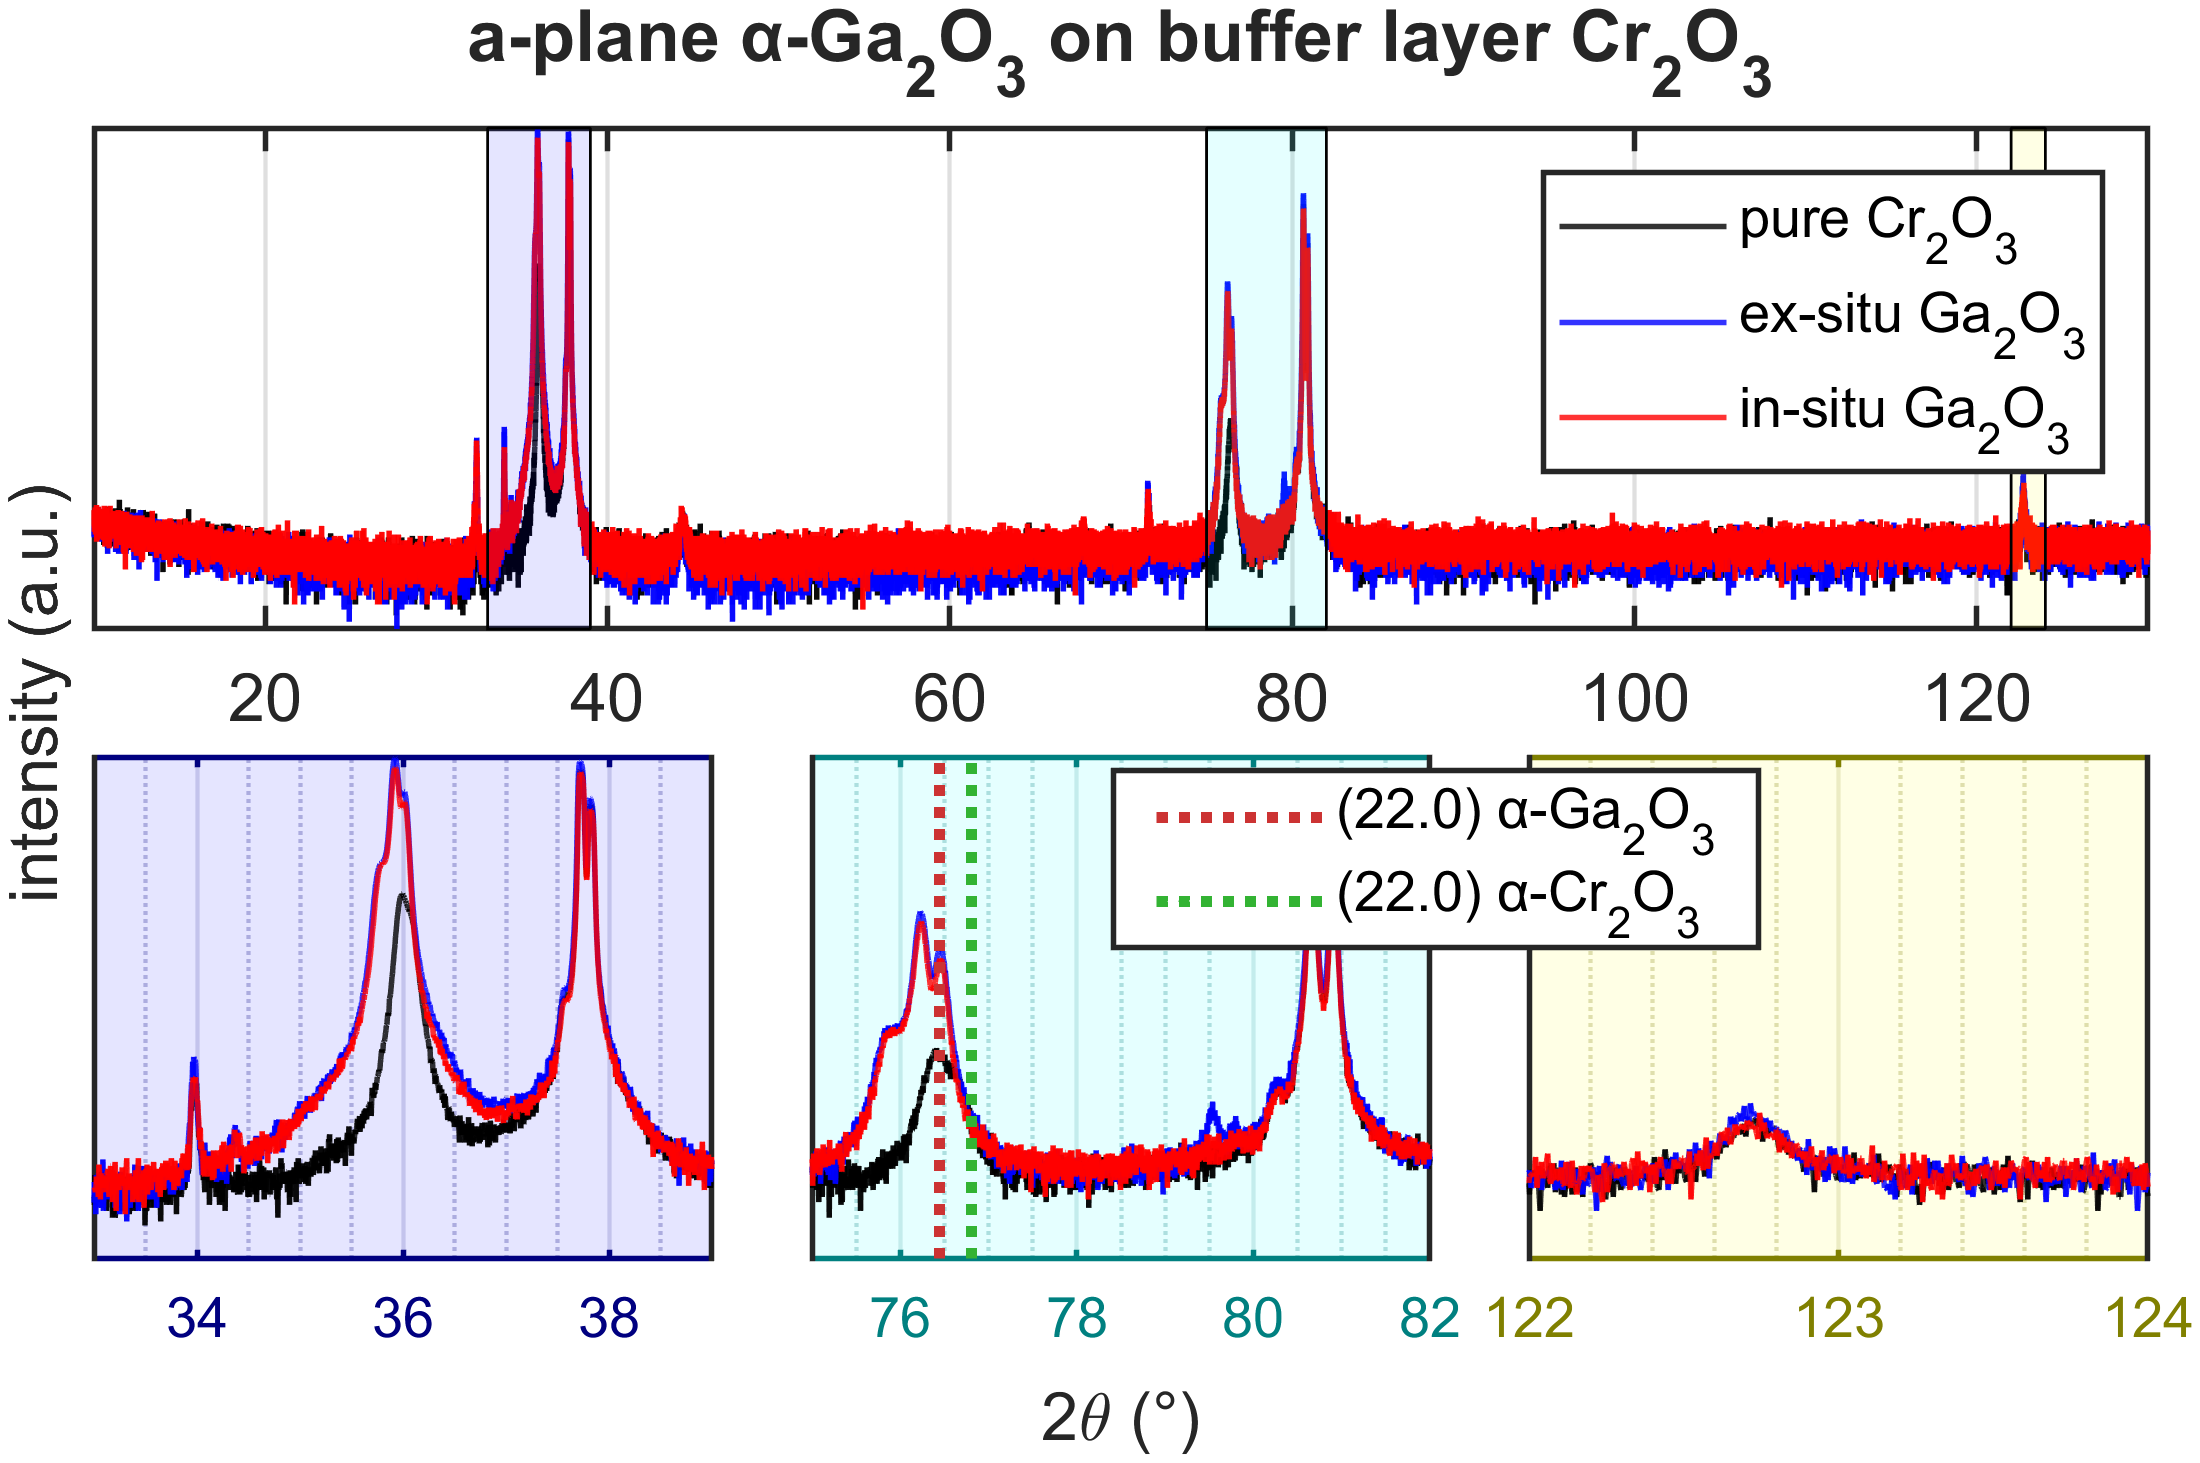 a-plane α-Ga₂O₃ on buffer layer Cr₂O₃
pure Cr₂O₃
ex-situ Ga₂O₃
in-situ Ga₂O₃
intensity (a.u.)
20 40 60 80 100 120
(22.0) α-Ga₂O₃
(22.0) α-Cr₂O₃
34 36 38 76 78 80 82 122 123 124
2θ (°)